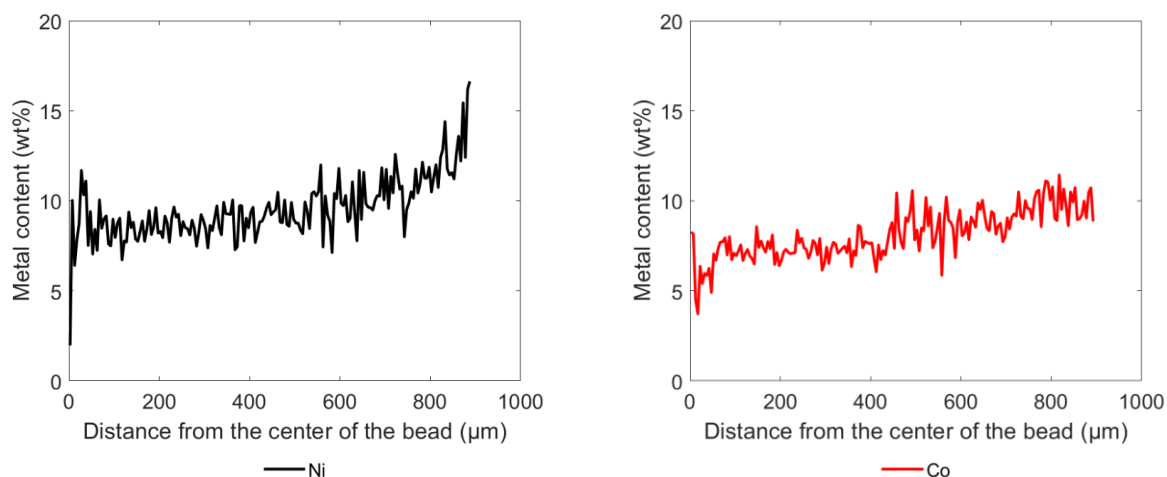 20
15
10
5
0
0 200 400 600 800 1000
Metal content (wt%)
Distance from the center of the bead (µm)
Ni
20
15
10
5
0
0 200 400 600 800 1000
Metal content (wt%)
Distance from the center of the bead (µm)
Co